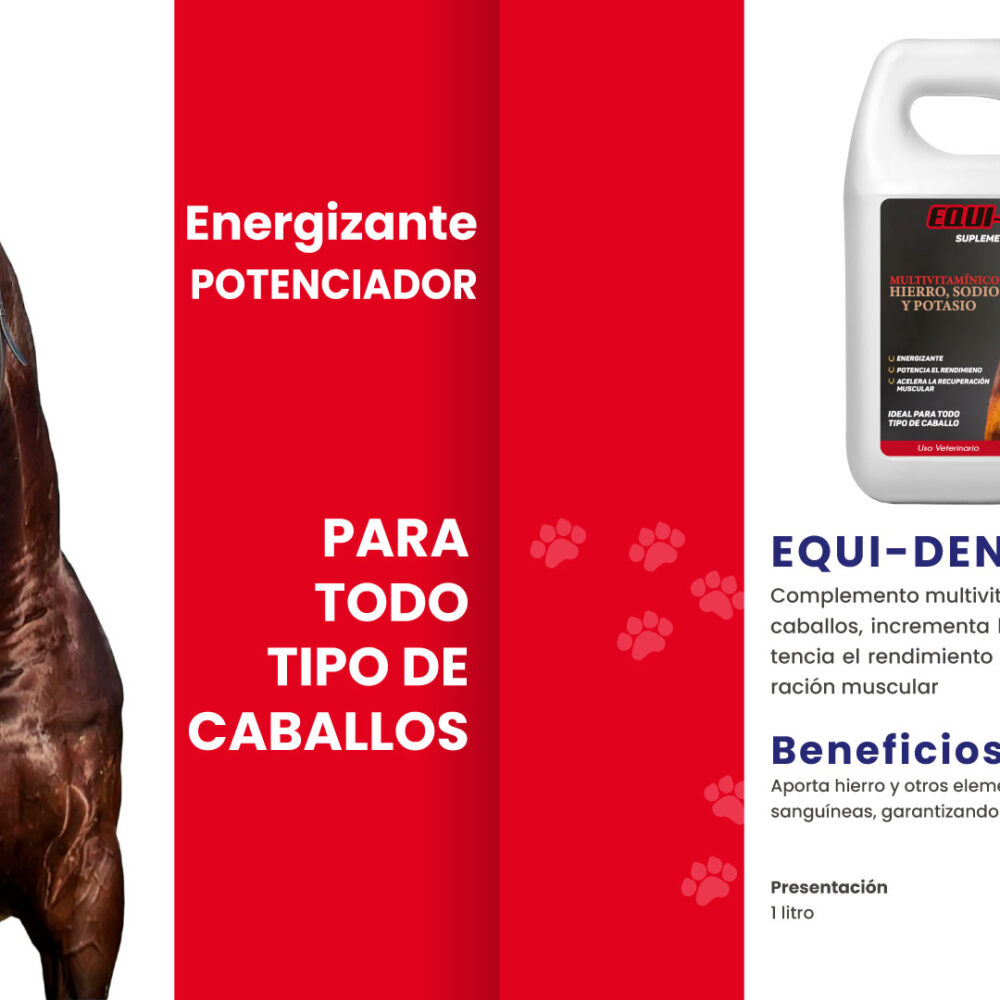 Energizante
POTENCIADOR
PARA
TODO
TIPO DE
CABALLOS
EQUI-
SUPLEME
MULTIVITAMÍNICO
HIERRO, SODIO
Y POTASIO
ENERGIZANTE
POTENCIA EL RENDIMIENO
ACELERA LA RECUPERACIÓN
MUSCULAR
IDEAL PARA TODO
TIPO DE CABALLO
Uso Veterinario
EQUI-DEN
Complemento multivit
caballos, incrementa l
tencia el rendimiento
ración muscular
Beneficios
Aporta hierro y otros eleme
sanguíneas, garantizando
Presentación
1 litro